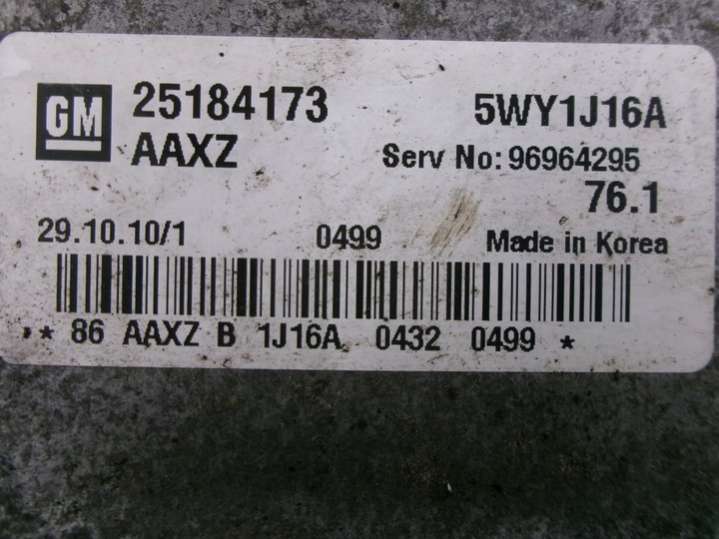 GM 25184173 5WY1J16A
AAXZ Serv No: 96964295
76.1
29.10.10/1 0499 Made in Korea
* 86 AAXZ B 1J16A 0432 0499 *